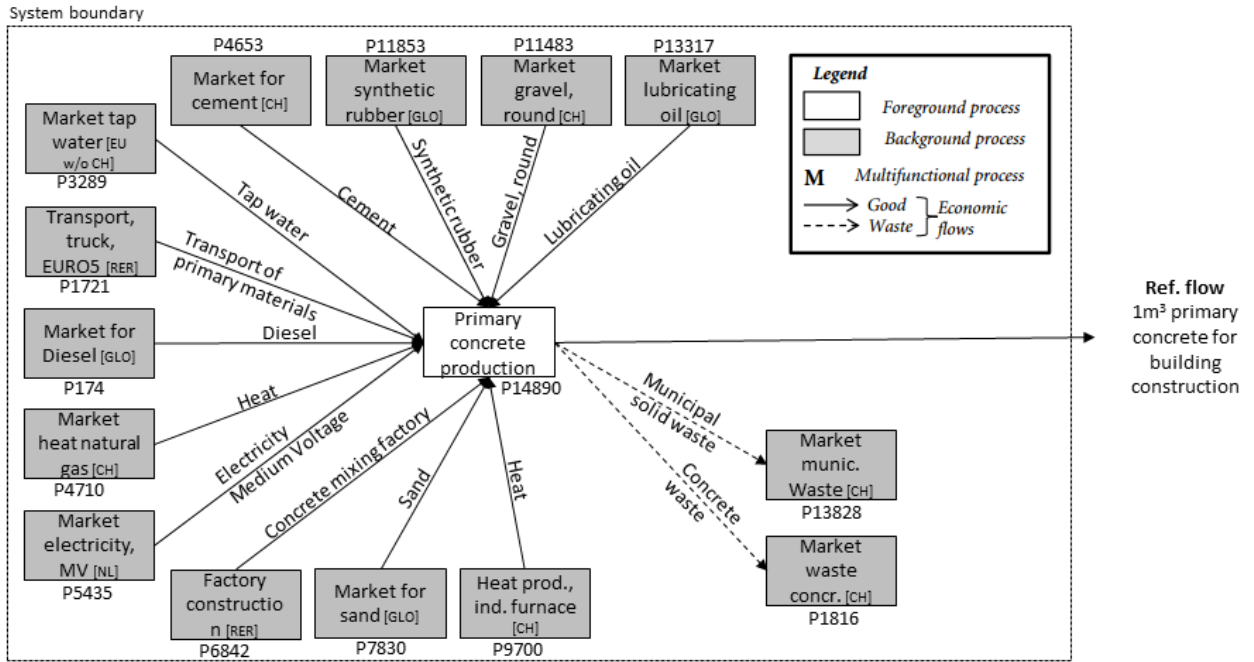 System boundary
P4653
P11853
P11483
P13317
Market for
cement [CH]
Market
synthetic
rubber [GLO]
Market
gravel,
round [CH]
Market
lubricating
oil [GLO]
Legend
Foreground process
Background process
M Multifunctional process
Good
Waste
Economic
flows
Market tap
water [EU
w/o CH]
P3289
Tap water
Cement
Synthetic rubber
Gravel, round
Lubricating oil
Transport,
truck,
EURO5 [RER]
P1721
Transport of
primary materials
Market for
Diesel [GLO]
P174
Diesel
Primary
concrete
production
P14890
Ref. flow
1m³ primary
concrete for
building
construction
Market
heat natural
gas [CH]
P4710
Heat
Market
electricity,
MV [NL]
P5435
Electricity
Medium Voltage
Concrete mixing factory
Sand
Heat
Municipal
solid waste
Concrete
waste
Market
munic.
Waste [CH]
P13828
Market
waste
concr. [CH]
P1816
Factory
constructio
n [RER]
P6842
Market for
sand [GLO]
P7830
Heat prod.,
ind. furnace
[CH]
P9700